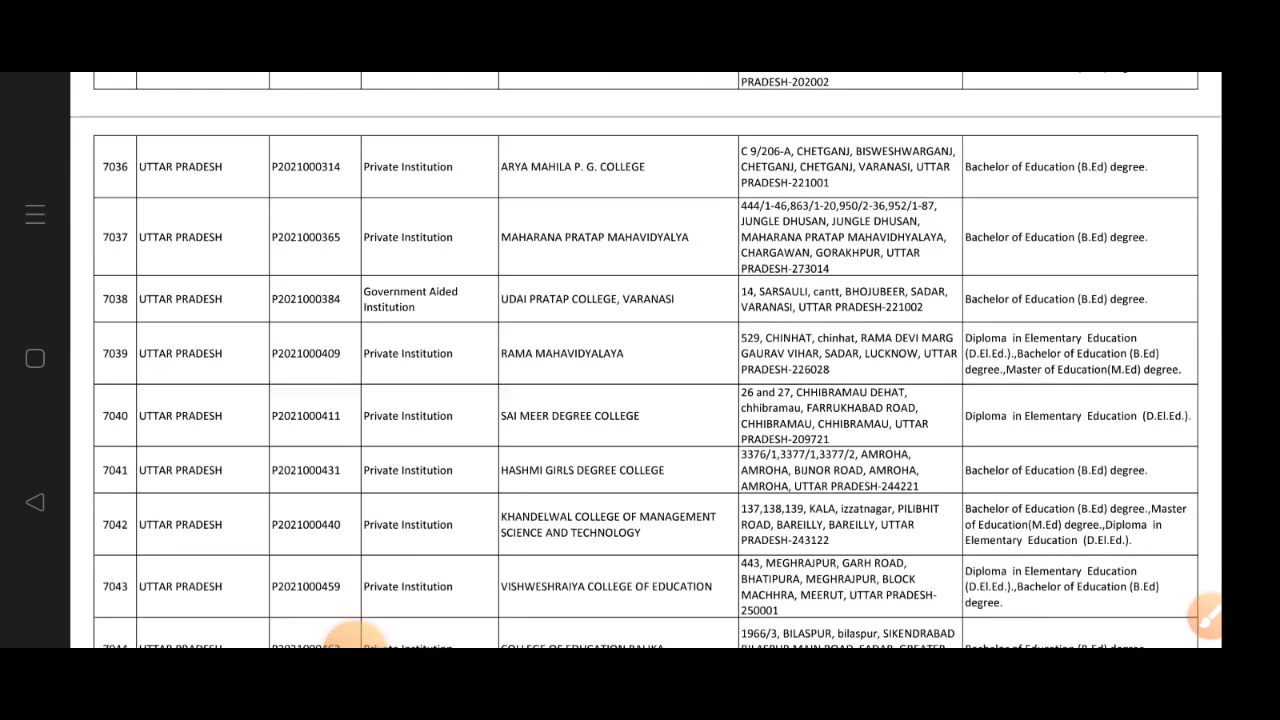 PRADESH-202002
7036 UTTAR PRADESH P2021000314 Private Institution ARYA MAHILA P. G. COLLEGE C 9/206-A, CHETGANJ, BISWESHWARGANJ, CHETGANJ, CHETGANJ, VARANASI, UTTAR PRADESH-221001 Bachelor of Education (B.Ed) degree.
7037 UTTAR PRADESH P2021000365 Private Institution MAHARANA PRATAP MAHAVIDYALYA 444/1-46,863/1-20,950/2-36,952/1-87, JUNGLE DHUSAN, JUNGLE DHUSAN, MAHARANA PRATAP MAHAVIDHYALAYA, CHARGAWAN, GORAKHPUR, UTTAR PRADESH-273014 Bachelor of Education (B.Ed) degree.
7038 UTTAR PRADESH P2021000384 Government Aided Institution UDAI PRATAP COLLEGE, VARANASI 14, SARSAULI, cantt, BHOJUBEER, SADAR, VARANASI, UTTAR PRADESH-221002 Bachelor of Education (B.Ed) degree.
7039 UTTAR PRADESH P2021000409 Private Institution RAMA MAHAVIDYALAYA 529, CHINHAT, chinhat, RAMA DEVI MARG GAURAV VIHAR, SADAR, LUCKNOW, UTTAR PRADESH-226028 Diploma in Elementary Education (D.El.Ed.).,Bachelor of Education (B.Ed) degree.,Master of Education(M.Ed) degree.
7040 UTTAR PRADESH P2021000411 Private Institution SAI MEER DEGREE COLLEGE 26 and 27, CHHIBRAMAU DEHAT, chhibramau, FARRUKHABAD ROAD, CHHIBRAMAU, CHHIBRAMAU, UTTAR PRADESH-209721 Diploma in Elementary Education (D.El.Ed.).
7041 UTTAR PRADESH P2021000431 Private Institution HASHMI GIRLS DEGREE COLLEGE 3376/1,3377/1,3377/2, AMROHA, AMROHA, BIJNOR ROAD, AMROHA, AMROHA, UTTAR PRADESH-244221 Bachelor of Education (B.Ed) degree.
7042 UTTAR PRADESH P2021000440 Private Institution KHANDELWAL COLLEGE OF MANAGEMENT SCIENCE AND TECHNOLOGY 137,138,139, KALA, izzatnagar, PILIBHIT ROAD, BAREILLY, BAREILLY, UTTAR PRADESH-243122 Bachelor of Education (B.Ed) degree.,Master of Education(M.Ed) degree.,Diploma in Elementary Education (D.El.Ed.).
7043 UTTAR PRADESH P2021000459 Private Institution VISHWESHRAIYA COLLEGE OF EDUCATION 443, MEGHRAJPUR, GARH ROAD, BHATIPURA, MEGHRAJPUR, BLOCK MACHHRA, MEERUT, UTTAR PRADESH-250001 Diploma in Elementary Education (D.El.Ed.).,Bachelor of Education (B.Ed) degree.
1966/3, BILASPUR, bilaspur, SIKENDRABAD